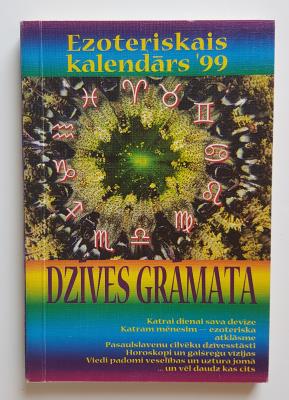 Ezoteriskais
kalendārs '99
DZĪVES GRAMATA
Katrai dienai sava devīze
Katram mēnesim — ezoteriska
atklāsme
Pasaulslavenu cilvēku dzīvesstāsti
Horoskopi un gaišreģu vīzijas
Viedi padomi veselības un uztura jomā
... un vēl daudz kas cits